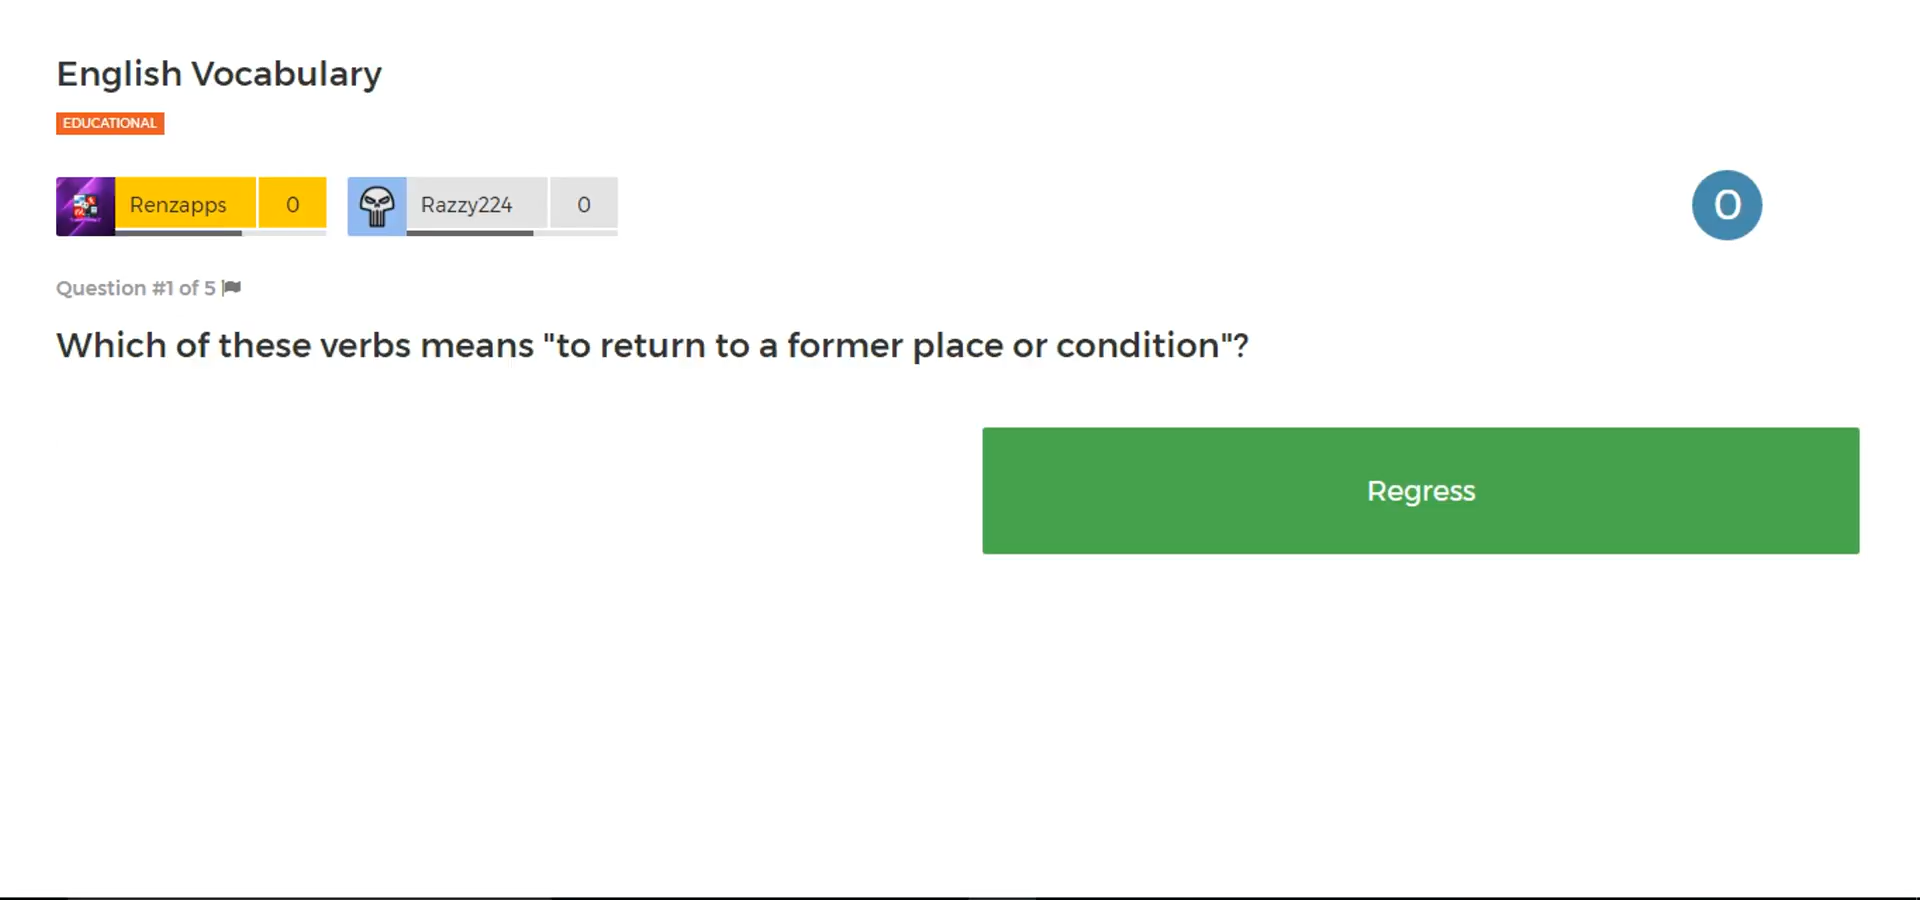 English Vocabulary
EDUCATIONAL
Renzapps 0 Razzy224 0
0
Question #1 of 5
Which of these verbs means "to return to a former place or condition"?
Regress